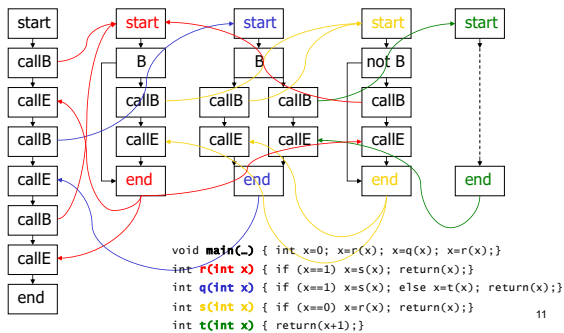 start start start start start
callB B B not B
callE callB callB callB callB
callB callE callE callE callE
callE end end end end
callB
callE
end
void main(…) { int x=0; x=r(x); x=q(x); x=r(x);}
int r(int x) { if (x==1) x=s(x); return(x);}
int q(int x) { if (x==1) x=s(x); else x=t(x); return(x);}
int s(int x) { if (x==0) x=r(x); return(x);}
int t(int x) { return(x+1);}
11